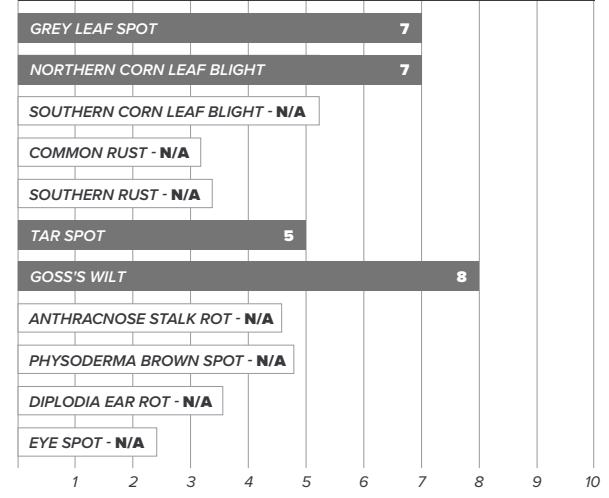 GREY LEAF SPOT 7
NORTHERN CORN LEAF BLIGHT 7
SOUTHERN CORN LEAF BLIGHT - N/A
COMMON RUST - N/A
SOUTHERN RUST - N/A
TAR SPOT 5
GOSS'S WILT 8
ANTHRACNOSE STALK ROT - N/A
PHYSODERMA BROWN SPOT - N/A
DIPLODIA EAR ROT - N/A
EYE SPOT - N/A
1 2 3 4 5 6 7 8 9 10